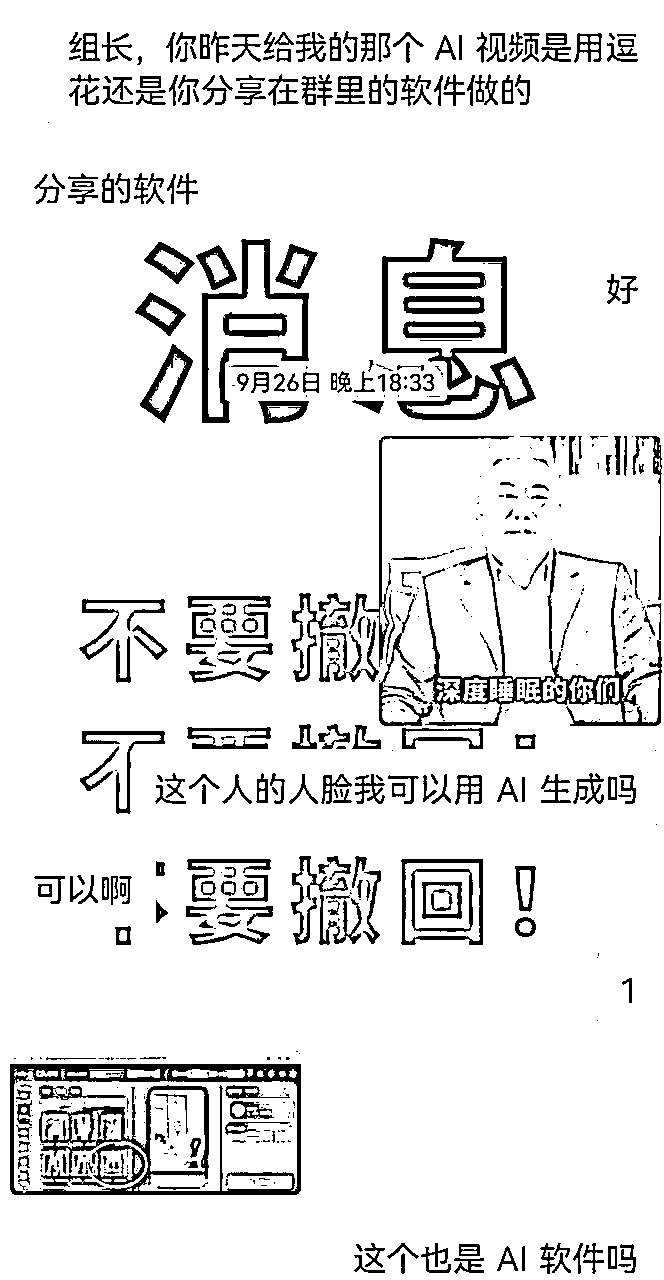 组长，你昨天给我的那个 AI 视频是用逗
花还是你分享在群里的软件做的
分享的软件
消息
好
9月26日 晚上18:33
不要撤
深度睡眠的你们
不要撤回！
这个人的人脸我可以用 AI 生成吗
可以啊
要撤回！
1
这个也是 AI 软件吗